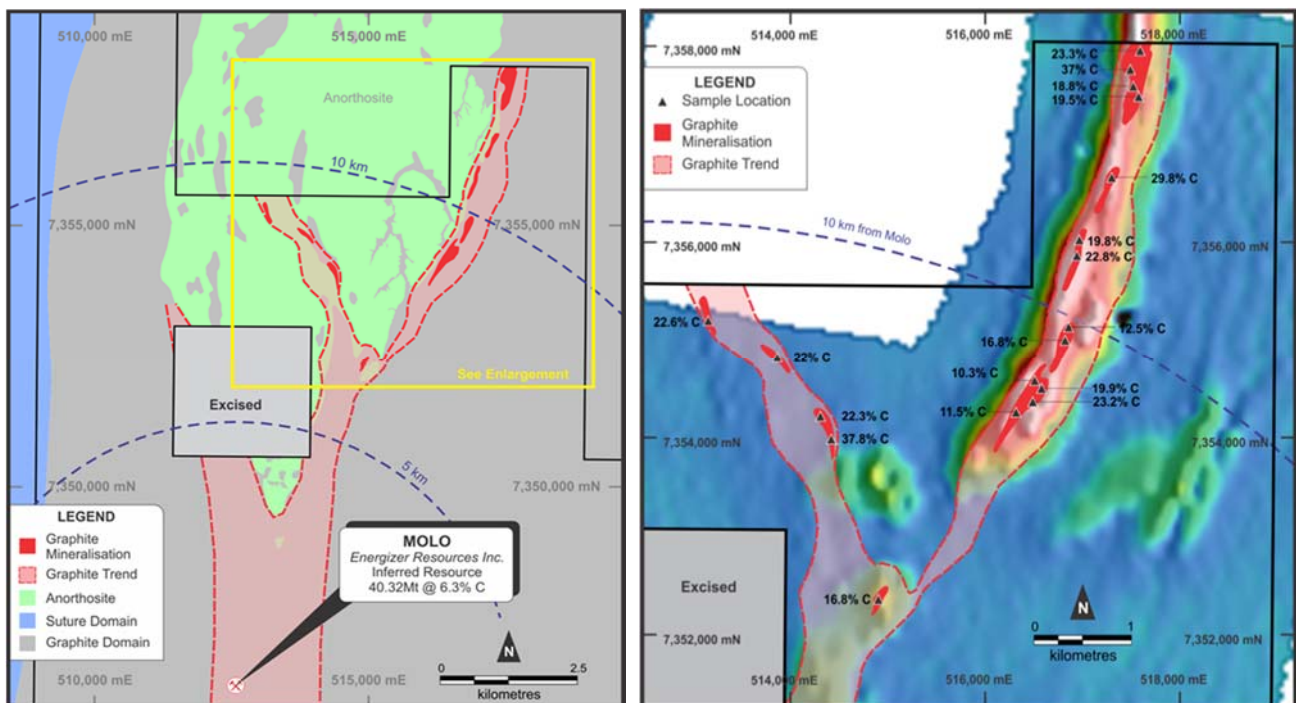 510,000 mE
515,000 mE
Anorthosite
10 km
7,355,000 mN
7,355,000 mN
See Enlargement
Excised
5 km
7,350,000 mN
7,350,000 mN
LEGEND
Graphite
Mineralisation
Graphite Trend
Anorthosite
Suture Domain
Graphite Domain
MOLO
Energizer Resources Inc.
Inferred Resource
40.32Mt @ 6.3% C
N
0 2.5
kilometres
510,000 mE
515,000 mE
514,000 mE
516,000 mE
518,000 mE
7,358,000 mN
LEGEND
Sample Location
Graphite
Mineralisation
Graphite Trend
23.3% C
37% C
18.8% C
19.5% C
29.8% C
10 km from Molo
7,356,000 mN
19.8% C
7,356,000 mN
22.8% C
22.6% C
12.5% C
16.8% C
22% C
10.3% C
19.9% C
23.2% C
11.5% C
22.3% C
37.8% C
7,354,000 mN
7,354,000 mN
Excised
16.8% C
N
0 1
kilometres
7,352,000 mN
7,352,000 mN
514,000 mE
516,000 mE
518,000 mE